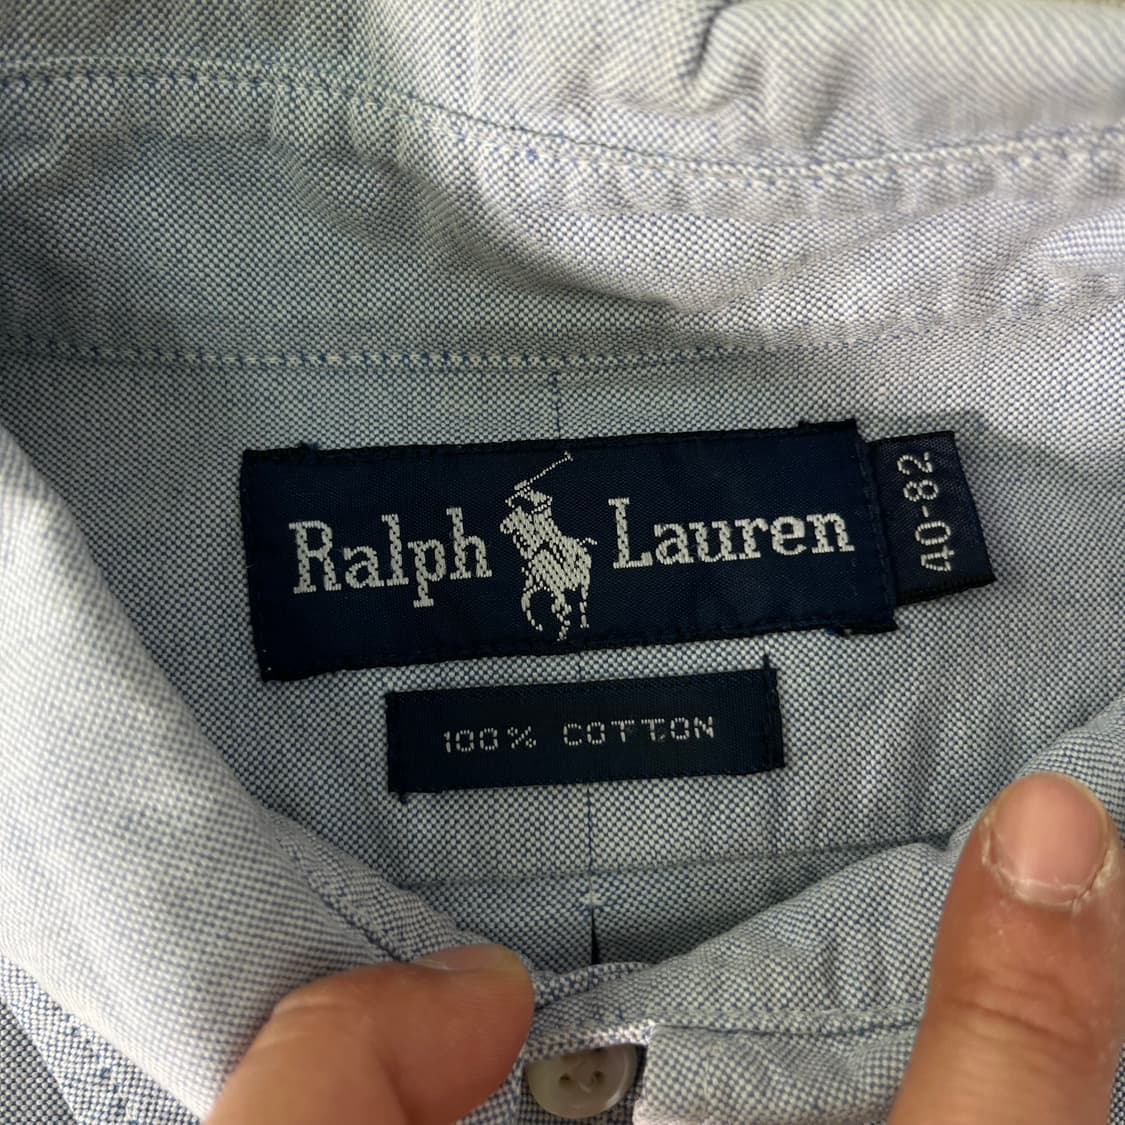 Ralph Lauren
40-82
100% COTTON